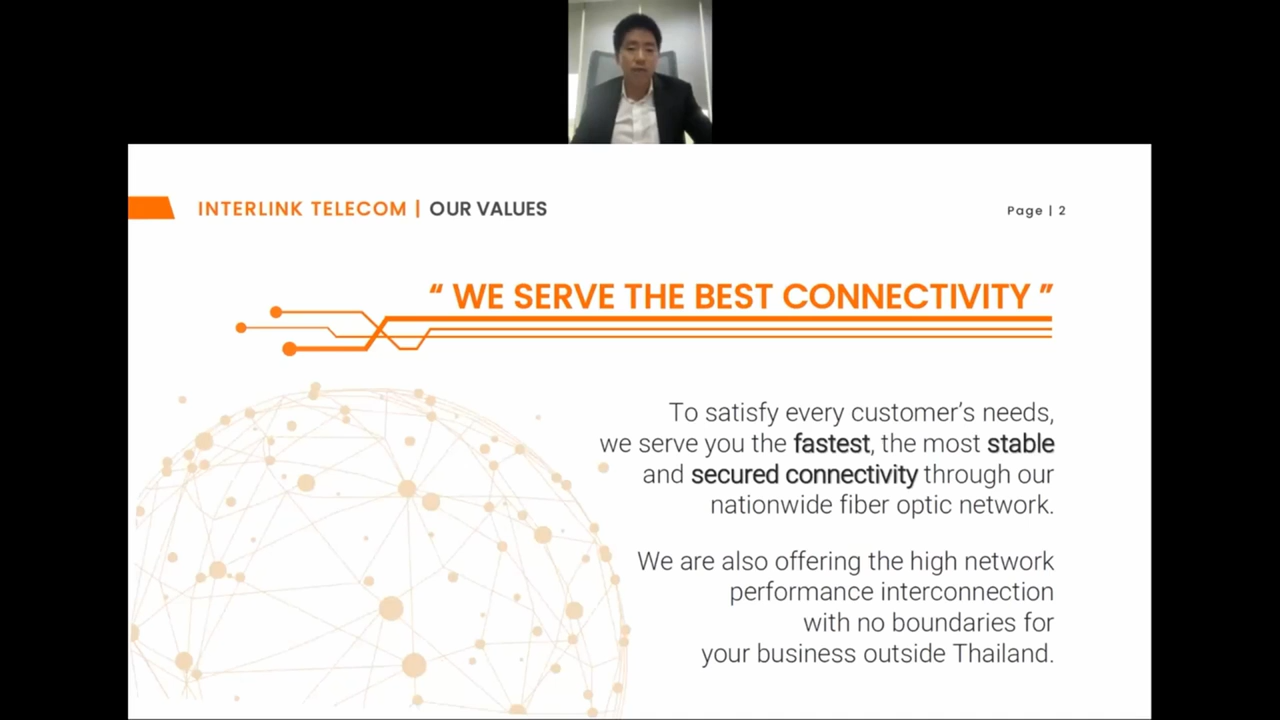 INTERLINK TELECOM | OUR VALUES
Page | 2
“ WE SERVE THE BEST CONNECTIVITY ”
To satisfy every customer’s needs,
we serve you the fastest, the most stable
and secured connectivity through our
nationwide fiber optic network.
We are also offering the high network
performance interconnection
with no boundaries for
your business outside Thailand.